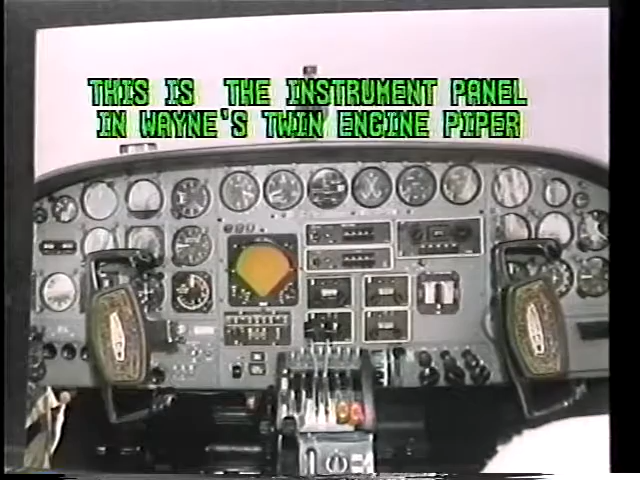 THIS IS THE INSTRUMENT PANEL
IN WAYNE'S TWIN ENGINE PIPER